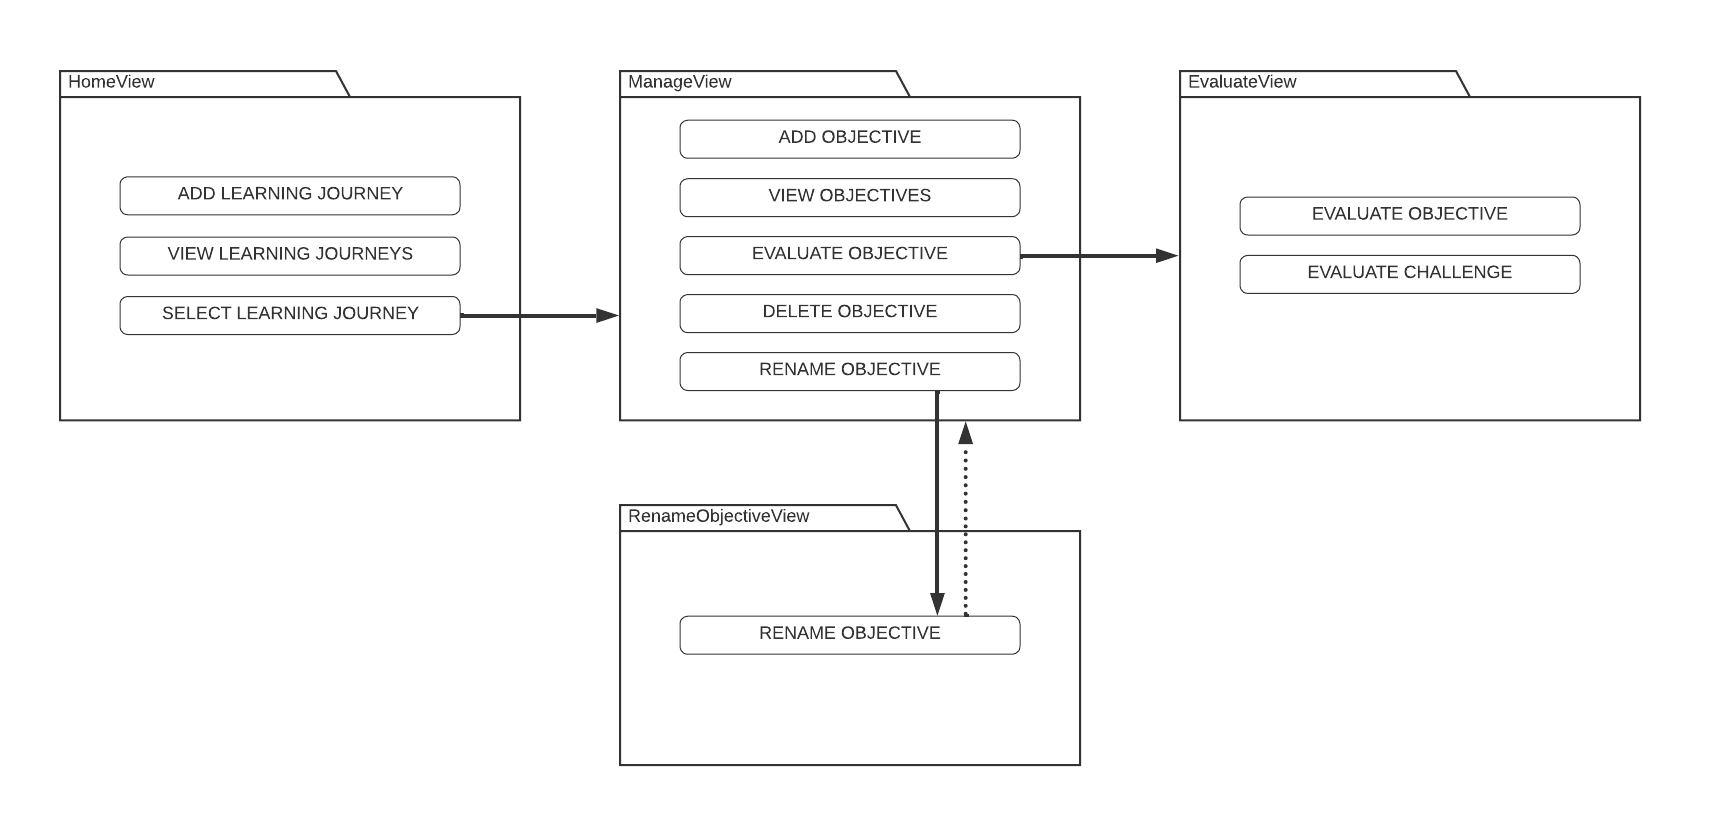 HomeView
ADD LEARNING JOURNEY
VIEW LEARNING JOURNEYS
SELECT LEARNING JOURNEY
ManageView
ADD OBJECTIVE
VIEW OBJECTIVES
EVALUATE OBJECTIVE
DELETE OBJECTIVE
RENAME OBJECTIVE
EvaluateView
EVALUATE OBJECTIVE
EVALUATE CHALLENGE
RenameObjectiveView
RENAME OBJECTIVE